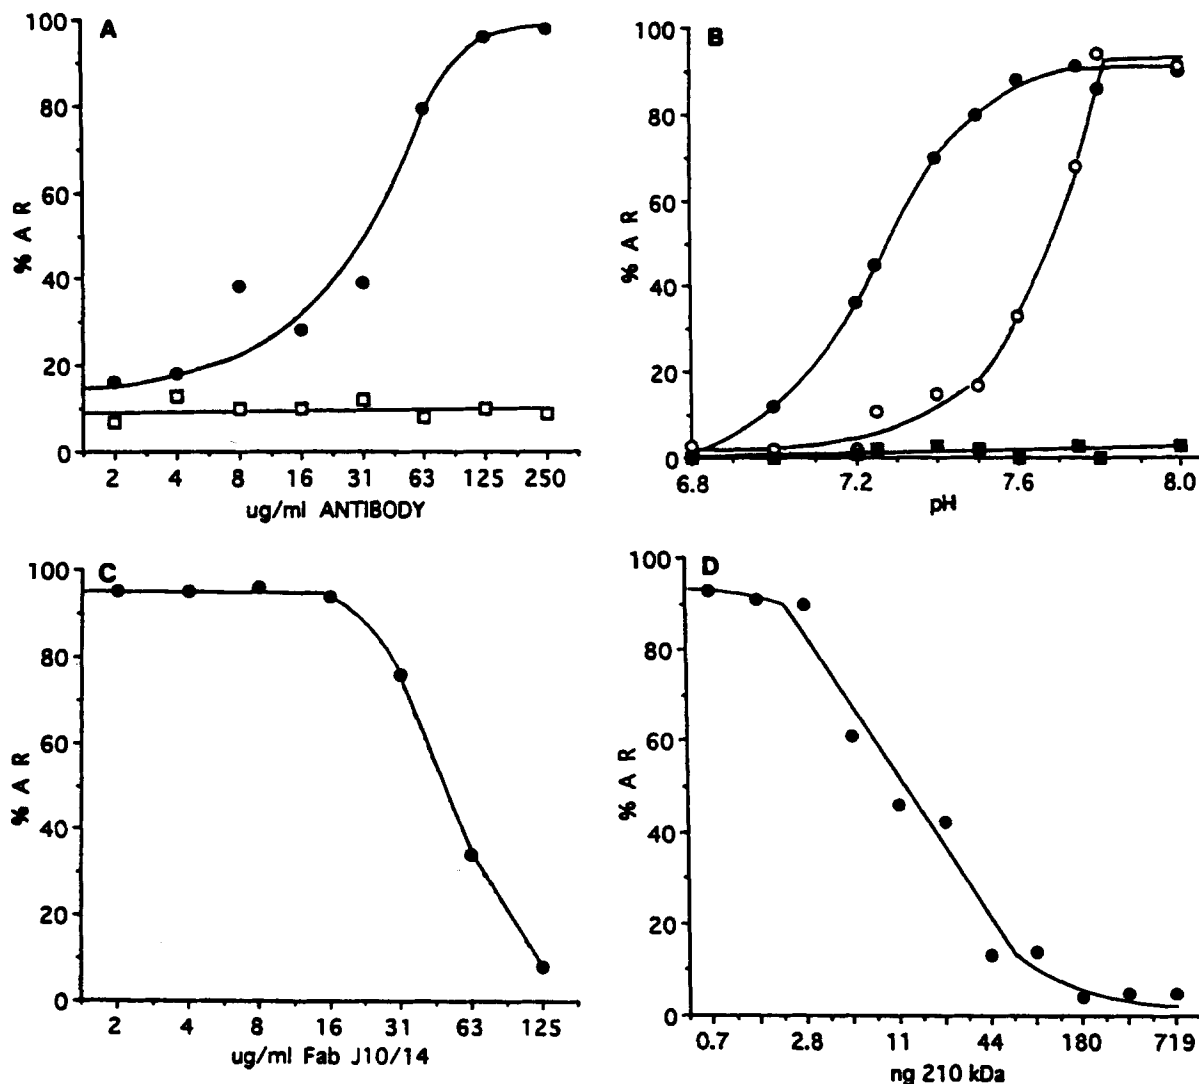 A
100
80
60
40
20
0
% A R
2 4 8 16 31 63 125 250
ug/ml ANTIBODY
B
100
80
60
40
20
0
% A R
6.8 7.2 7.6 8.0
pH
C
100
80
60
40
20
0
% A R
2 4 8 16 31 63 125
ug/ml Fab J10/14
D
100
80
60
40
20
0
% A R
0.7 2.8 11 44 180 719
ng 210 kDa